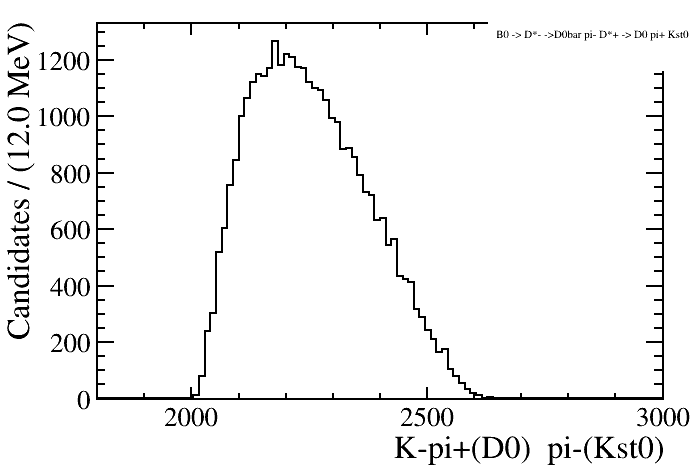 B0 -> D*- ->D0bar pi- D*+ -> D0 pi+ Kst0
Candidates / (12.0 MeV)
1200
1000
800
600
400
200
0
2000 2500 3000
K-pi+(D0) pi-(Kst0)